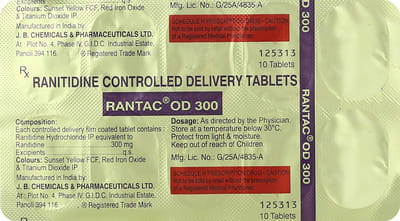 Excipients q.s.
Colours: Sunset Yellow FCF, Red Iron Oxide
& Titanium Dioxide IP.
Manufactured in India by:
J. B. CHEMICALS & PHARMACEUTICALS LTD.
At : Plot No. 4, Phase IV, G.I.D.C. Industrial Estate,
Panoli 394 116. ® Registered Trade Mark
Mfg. Lic. No.: G/25A/4835-A
SCHEDULE H PRESCRIPTION DRUG - CAUTION
Not to be sold by retail without the prescription
of a Registered Medical Practitioner.
125313
10 Tablets
Rx RANITIDINE CONTROLLED DELIVERY TABLETS
RANTAC® OD 300
Composition:
Each controlled delivery film coated tablet contains :
Ranitidine Hydrochloride IP equivalent to
Ranitidine 300 mg
Excipients q.s.
Colours: Sunset Yellow FCF, Red Iron Oxide
& Titanium Dioxide IP.
Manufactured in India by:
J. B. CHEMICALS & PHARMACEUTICALS LTD.
At : Plot No. 4, Phase IV, G.I.D.C. Industrial Estate,
Panoli 394 116. ® Registered Trade Mark
Dosage: As directed by the Physician.
Store at a temperature below 30°C.
Protect from light & moisture.
Keep out of reach of Children
Mfg. Lic. No.: G/25A/4835-A
SCHEDULE H PRESCRIPTION DRUG - CAUTION
Not to be sold by retail without the prescription
of a Registered Medical Practitioner.
125313
10 Tablets
OD 300
RANTAC® OD 300